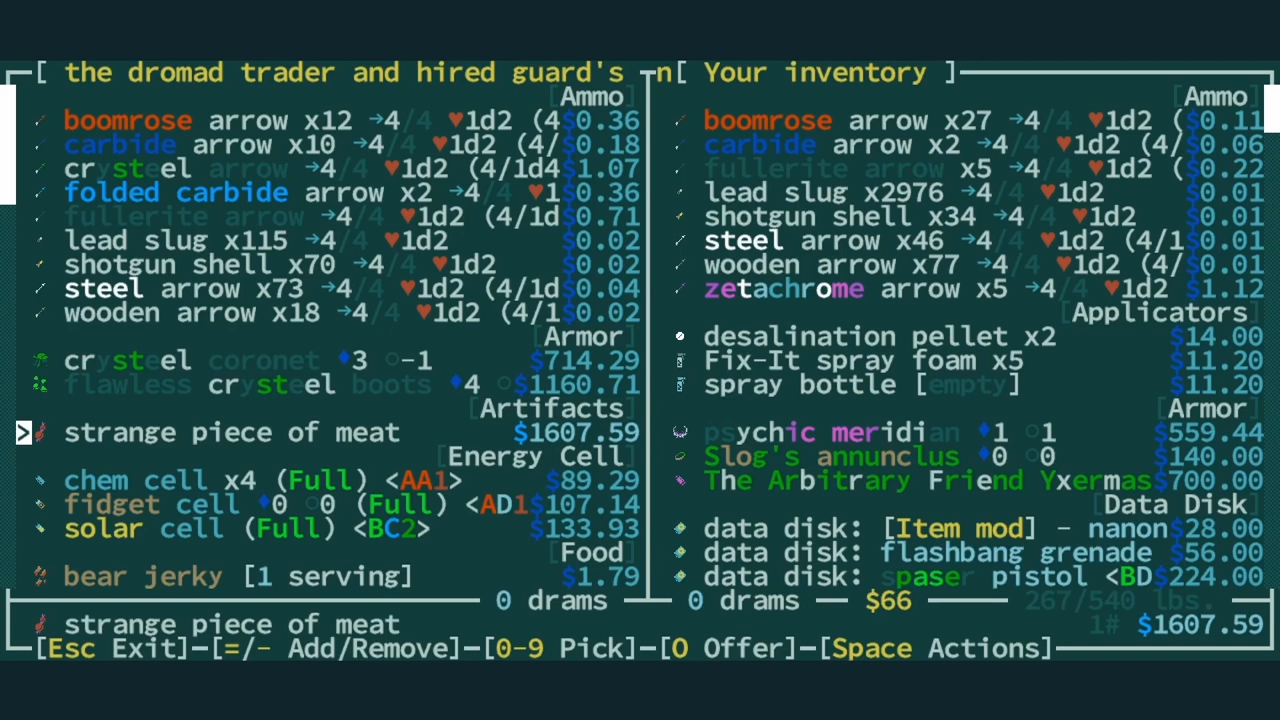 [ the dromad trader and hired guard's n[ Your inventory ]
[Ammo]
boomrose arrow x12 →4/4 ♥1d2 (4 $0.36
carbide arrow x10 →4/4 ♥1d2 (4/ $0.18
crysteel arrow →4/4 ♥1d2 (4/1d4 $1.07
folded carbide arrow x2 →4/4 ♥1 $0.36
fullerite arrow →4/4 ♥1d2 (4/1d $0.71
lead slug x115 →4/4 ♥1d2 $0.02
shotgun shell x70 →4/4 ♥1d2 $0.02
steel arrow x73 →4/4 ♥1d2 (4/1d $0.04
wooden arrow x18 →4/4 ♥1d2 (4/1 $0.02
[Armor]
crysteel coronet ♦3 ○-1 $714.29
flawless crysteel boots ♦4 ○ $1160.71
[Artifacts]
> strange piece of meat $1607.59
[Energy Cell]
chem cell x4 (Full) <AA1> $89.29
fidget cell ♦0 ○0 (Full) <AD1 $107.14
solar cell (Full) <BC2> $133.93
[Food]
bear jerky [1 serving] $1.79
[Ammo]
boomrose arrow x27 →4/4 ♥1d2 ( $0.11
carbide arrow x2 →4/4 ♥1d2 (4/ $0.06
fullerite arrow x5 →4/4 ♥1d2 ( $0.22
lead slug x2976 →4/4 ♥1d2 $0.01
shotgun shell x34 →4/4 ♥1d2 $0.01
steel arrow x46 →4/4 ♥1d2 (4/1 $0.01
wooden arrow x77 →4/4 ♥1d2 (4/ $0.01
zetachrome arrow x5 →4/4 ♥1d2 ( $1.12
[Applicators]
desalination pellet x2 $14.00
Fix-It spray foam x5 $11.20
spray bottle [empty] $11.20
[Armor]
psychic meridian ♦1 ○1 $559.44
Slog's annunclus ♦0 ○0 $140.00
The Arbitrary Friend Yxermas $700.00
[Data Disk]
data disk: [Item mod] - nanon $28.00
data disk: flashbang grenade $56.00
data disk: spaser pistol <BD $224.00
0 drams 0 drams $66 267/540 lbs.
strange piece of meat 1# $1607.59
[Esc Exit]-[=/- Add/Remove]-[0-9 Pick]-[O Offer]-[Space Actions]